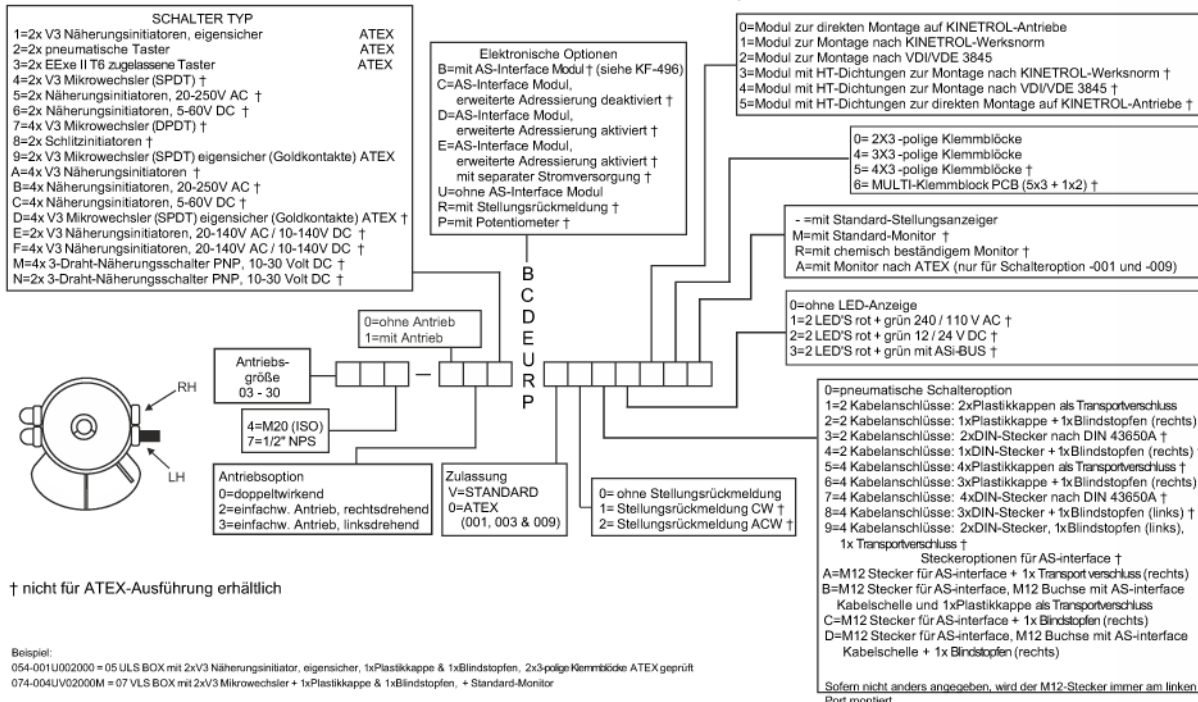 SCHALTER TYP
1=2x V3 Näherungsinitiatoren, eigensicher ATEX
2=2x pneumatische Taster ATEX
3=2x EExe II T6 zugelassene Taster ATEX
4=2x V3 Mikrowechsler (SPDT) †
5=2x Näherungsinitiatoren, 20-250V AC †
6=2x Näherungsinitiatoren, 5-60V DC †
7=4x V3 Mikrowechsler (DPDT) †
8=2x Schlitzinitiatoren †
9=2x V3 Mikrowechsler (SPDT) eigensicher (Goldkontakte) ATEX
A=4x V3 Näherungsinitiatoren †
B=4x Näherungsinitiatoren, 20-250V AC †
C=4x Näherungsinitiatoren, 5-60V DC †
D=4x V3 Mikrowechsler (SPDT) eigensicher (Goldkontakte) ATEX †
E=2x V3 Näherungsinitiatoren, 20-140V AC / 10-140V DC †
F=4x V3 Näherungsinitiatoren, 20-140V AC / 10-140V DC †
M=4x 3-Draht-Näherungsschalter PNP, 10-30 Volt DC †
N=2x 3-Draht-Näherungsschalter PNP, 10-30 Volt DC †
Elektronische Optionen
B=mit AS-Interface Modul † (siehe KF-496)
C=AS-Interface Modul,
erweiterte Adressierung deaktiviert †
D=AS-Interface Modul,
erweiterte Adressierung aktiviert †
E=AS-Interface Modul,
erweiterte Adressierung aktiviert †
mit separater Stromversorgung †
U=ohne AS-Interface Modul
R=mit Stellungsrückmeldung †
P=mit Potentiometer †
0=Modul zur direkten Montage auf KINETROL-Antriebe
1=Modul zur Montage nach KINETROL-Werksnorm
2=Modul zur Montage nach VDI/VDE 3845
3=Modul mit HT-Dichtungen zur Montage nach KINETROL-Werksnorm †
4=Modul mit HT-Dichtungen zur Montage nach VDI/VDE 3845 †
5=Modul mit HT-Dichtungen zur direkten Montage auf KINETROL-Antriebe †
0= 2X3 -polige Klemmblöcke
4= 3X3 -polige Klemmblöcke
5= 4X3 -polige Klemmblöcke †
6= MULTI-Klemmblock PCB (5x3 + 1x2) †
- =mit Standard-Stellungsanzeiger
M=mit Standard-Monitor †
R=mit chemisch beständigem Monitor †
A=mit Monitor nach ATEX (nur für Schalteroption -001 und -009)
0=ohne LED-Anzeige
1=2 LED'S rot + grün 240 / 110 V AC †
2=2 LED'S rot + grün 12 / 24 V DC †
3=2 LED'S rot + grün mit ASi-BUS †
B
C
D
E
U
R
P
0=ohne Antrieb
1=mit Antrieb
Antriebs-
größe
03 - 30
–
RH
LH
4=M20 (ISO)
7=1/2" NPS
Antriebsoption
0=doppeltwirkend
2=einfachw. Antrieb, rechtsdrehend
3=einfachw. Antrieb, linksdrehend
Zulassung
V=STANDARD
0=ATEX
(001, 003 & 009)
0= ohne Stellungsrückmeldung
1= Stellungsrückmeldung CW †
2= Stellungsrückmeldung ACW †
0=pneumatische Schalteroption
1=2 Kabelanschlüsse: 2xPlastikkappen als Transportverschluss
2=2 Kabelanschlüsse: 1xPlastikkappe + 1xBlindstopfen (rechts)
3=2 Kabelanschlüsse: 2xDIN-Stecker nach DIN 43650A †
4=2 Kabelanschlüsse: 1xDIN-Stecker + 1xBlindstopfen (rechts) †
5=4 Kabelanschlüsse: 4xPlastikkappen als Transportverschluss †
6=4 Kabelanschlüsse: 3xPlastikkappe + 1xBlindstopfen (rechts)
7=4 Kabelanschlüsse: 4xDIN-Stecker nach DIN 43650A †
8=4 Kabelanschlüsse: 3xDIN-Stecker + 1xBlindstopfen (links) †
9=4 Kabelanschlüsse: 2xDIN-Stecker, 1xBlindstopfen (links),
1x Transportverschluss †
Steckeroptionen für AS-interface †
A=M12 Stecker für AS-interface + 1x Transportverschluss (rechts)
B=M12 Stecker für AS-interface, M12 Buchse mit AS-interface
Kabelschelle und 1xPlastikkappe als Transportverschluss
C=M12 Stecker für AS-interface + 1x Blindstopfen (rechts)
D=M12 Stecker für AS-interface, M12 Buchse mit AS-interface
Kabelschelle + 1x Blindstopfen (rechts)
Sofern nicht anders angegeben, wird der M12-Stecker immer am linken
Port montiert
† nicht für ATEX-Ausführung erhältlich
Beispiel:
054-001U002000 = 05 ULS BOX mit 2xV3 Näherungsinitiator, eigensicher, 1xPlastikkappe & 1xBlindstopfen, 2x3-polige Klemmblöcke ATEX geprüft
074-004UV02000M = 07 VLS BOX mit 2xV3 Mikrowechsler + 1xPlastikkappe & 1xBlindstopfen, + Standard-Monitor